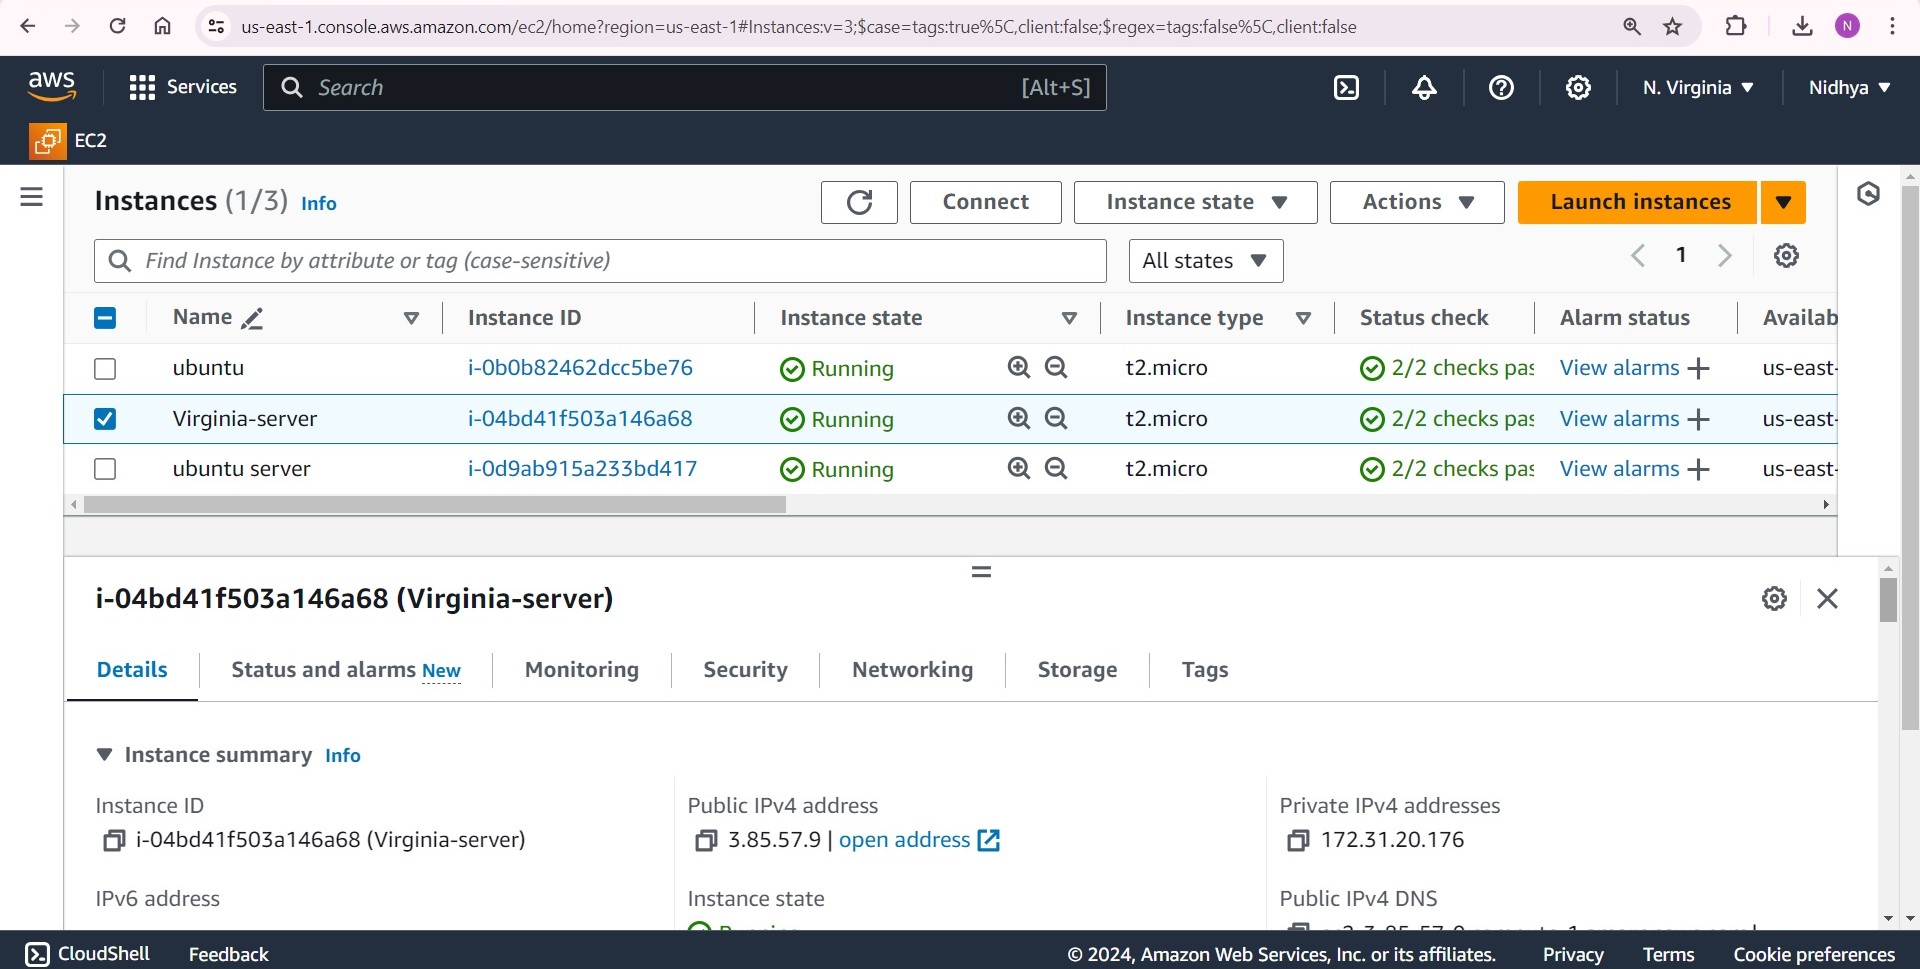 us-east-1.console.aws.amazon.com/ec2/home?region=us-east-1#Instances:v=3;$case=tags:true%5C,client:false;$regex=tags:false%5C,client:false
N
aws
Services
Search
[Alt+S]
N. Virginia
Nidhya
EC2
Instances (1/3) Info
Connect
Instance state
Actions
Launch instances
Find Instance by attribute or tag (case-sensitive)
All states
1
Name
Instance ID
Instance state
Instance type
Status check
Alarm status
Availab
ubuntu
i-0b0b82462dcc5be76
Running
t2.micro
2/2 checks pas
View alarms
us-east-
Virginia-server
i-04bd41f503a146a68
Running
t2.micro
2/2 checks pas
View alarms
us-east-
ubuntu server
i-0d9ab915a233bd417
Running
t2.micro
2/2 checks pas
View alarms
us-east-
i-04bd41f503a146a68 (Virginia-server)
Details
Status and alarms New
Monitoring
Security
Networking
Storage
Tags
Instance summary Info
Instance ID
Public IPv4 address
Private IPv4 addresses
i-04bd41f503a146a68 (Virginia-server)
3.85.57.9 | open address
172.31.20.176
IPv6 address
Instance state
Public IPv4 DNS
Running
CloudShell
Feedback
© 2024, Amazon Web Services, Inc. or its affiliates.
Privacy
Terms
Cookie preferences